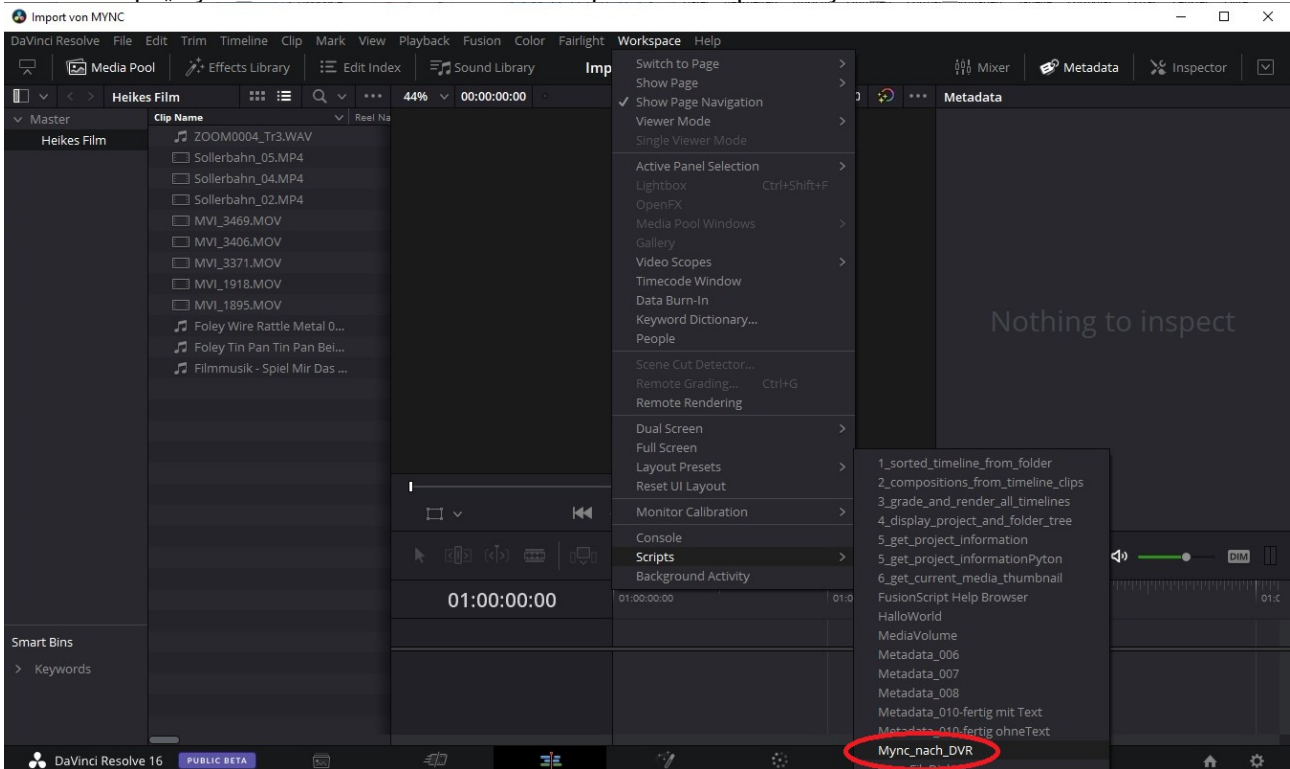 Import von MYNC
DaVinci Resolve File Edit Trim Timeline Clip Mark View Playback Fusion Color Fairlight Workspace Help
Media Pool Effects Library Edit Index Sound Library Imp Mixer Metadata Inspector
Heikes Film 44% 00:00:00:00 Metadata
Master
Heikes Film
Clip Name Reel Na
ZOOM0004_Tr3.WAV
Sollerbahn_05.MP4
Sollerbahn_04.MP4
Sollerbahn_02.MP4
MVI_3469.MOV
MVI_3406.MOV
MVI_3371.MOV
MVI_1918.MOV
MVI_1895.MOV
Foley Wire Rattle Metal 0...
Foley Tin Pan Tin Pan Bei...
Filmmusik - Spiel Mir Das ...
Switch to Page
Show Page
Show Page Navigation
Viewer Mode
Single Viewer Mode
Active Panel Selection
Lightbox Ctrl+Shift+F
OpenFX
Media Pool Windows
Gallery
Video Scopes
Timecode Window
Data Burn-In
Keyword Dictionary...
People
Scene Cut Detector...
Remote Grading... Ctrl+G
Remote Rendering
Dual Screen
Full Screen
Layout Presets
Reset UI Layout
Monitor Calibration
Console
Scripts
Background Activity
1_sorted_timeline_from_folder
2_compositions_from_timeline_clips
3_grade_and_render_all_timelines
4_display_project_and_folder_tree
5_get_project_information
5_get_project_informationPyton
6_get_current_media_thumbnail
FusionScript Help Browser
HalloWorld
MediaVolume
Metadata_006
Metadata_007
Metadata_008
Metadata_010-fertig mit Text
Metadata_010-fertig ohneText
Mync_nach_DVR
Nothing to inspect
DIM
01:00:00:00
01:00:00:00
Smart Bins
Keywords
DaVinci Resolve 16 PUBLIC BETA